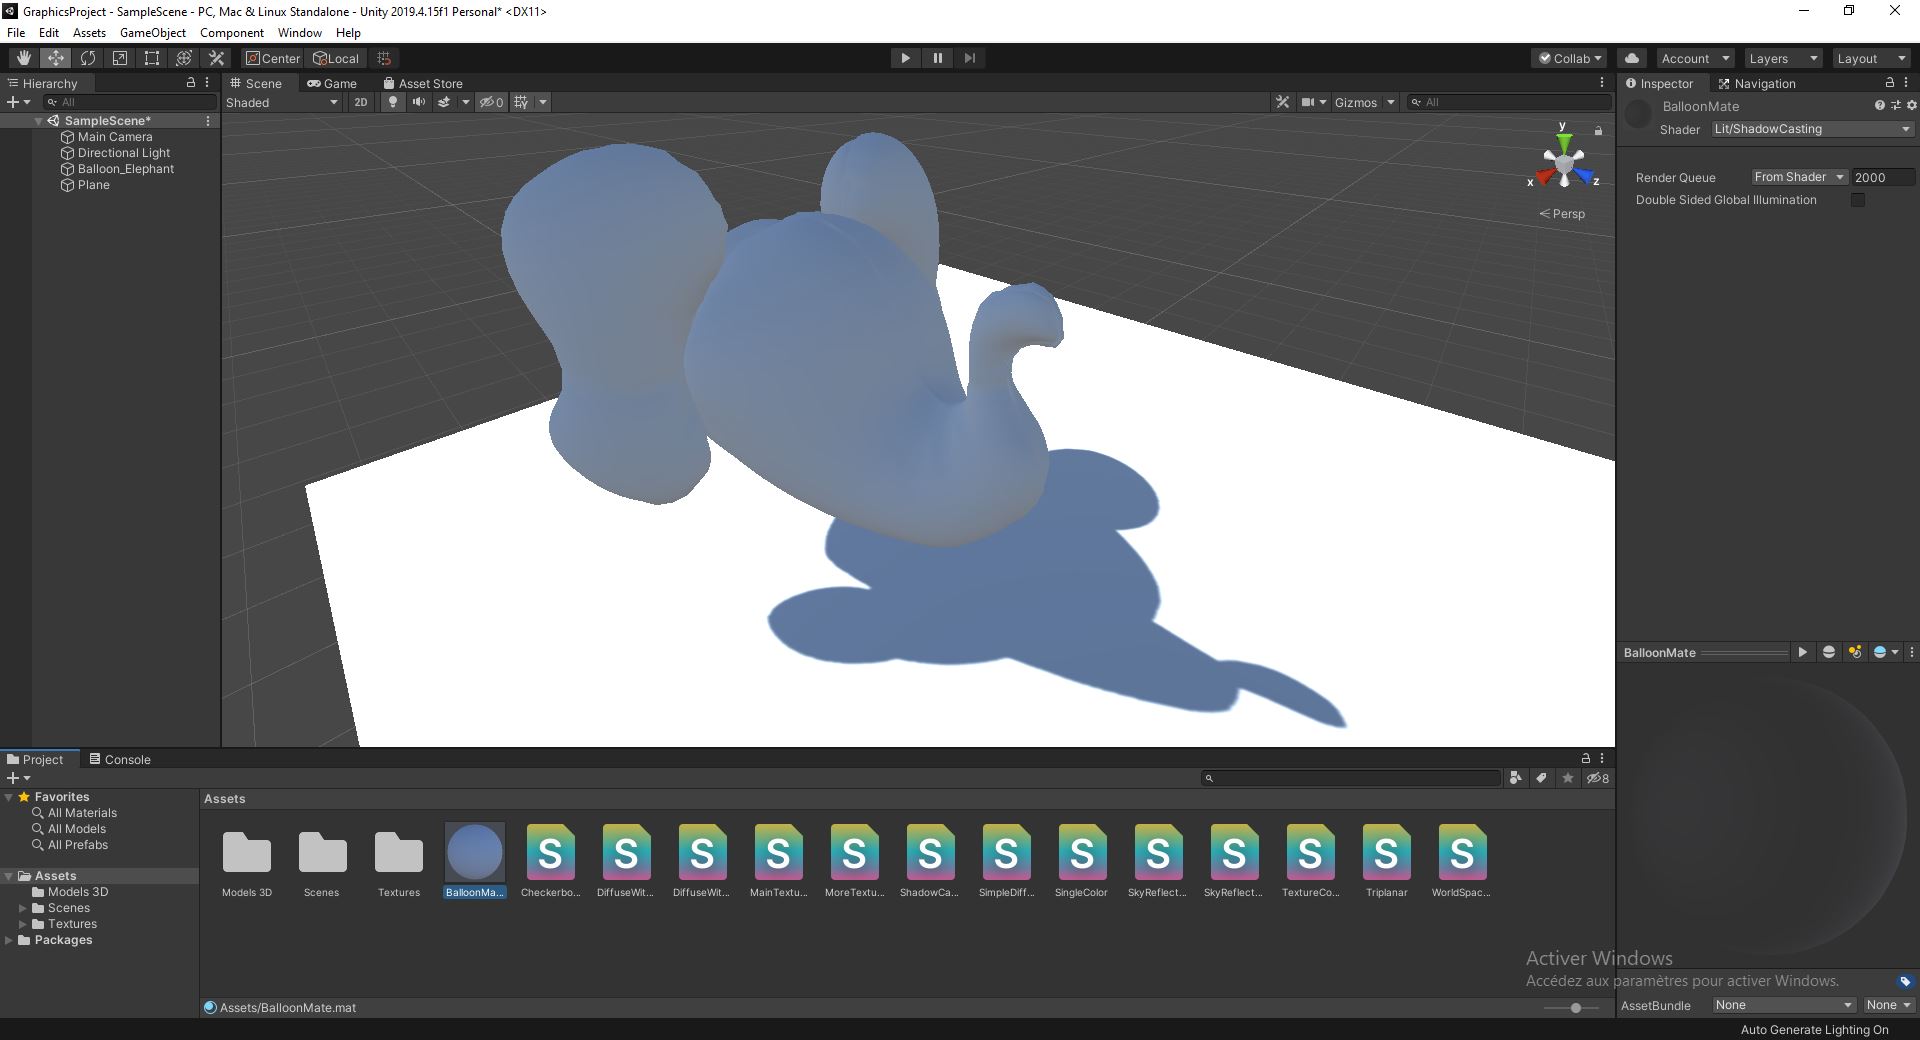 GraphicsProject - SampleScene - PC, Mac & Linux Standalone - Unity 2019.4.15f1 Personal* <DX11>
File Edit Assets GameObject Component Window Help
Center Local Collab Account Layers Layout
Hierarchy
All
SampleScene*
Main Camera
Directional Light
Balloon_Elephant
Plane
Scene Game Asset Store
Shaded 2D 0 Gizmos All
y
x
z
Persp
Inspector Navigation
BalloonMate
Shader Lit/ShadowCasting
Render Queue From Shader 2000
Double Sided Global Illumination
BalloonMate
Project Console
8
Favorites
All Materials
All Models
All Prefabs
Assets
Models 3D
Scenes
Textures
Packages
Assets
S S S S S S S S S S S S S
Models 3D Scenes Textures BalloonMa... Checkerbo... DiffuseWit... DiffuseWit... MainTextu... MoreTextu... ShadowCa... SimpleDiff... SingleColor SkyReflect... SkyReflect... TextureCo... Triplanar WorldSpac...
Assets/BalloonMate.mat
Activer Windows
Accédez aux paramètres pour activer Windows.
AssetBundle None None
Auto Generate Lighting On